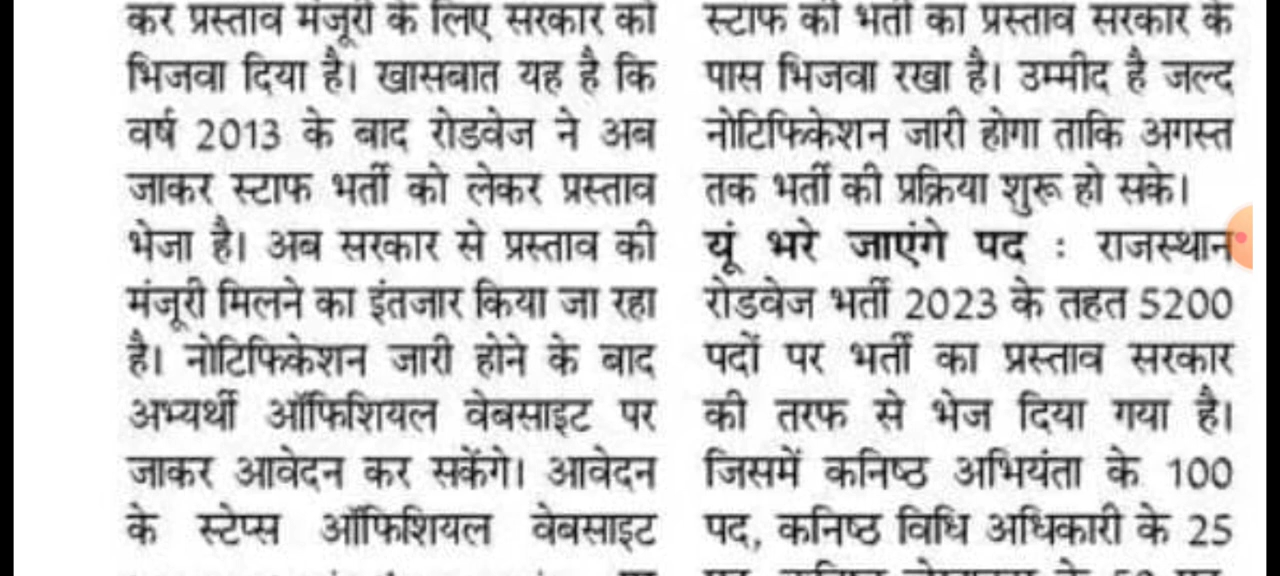 कर प्रस्ताव मंजूरी के लिए सरकार को
भिजवा दिया है। खासबात यह है कि
वर्ष 2013 के बाद रोडवेज ने अब
जाकर स्टाफ भर्ती को लेकर प्रस्ताव
भेजा है। अब सरकार से प्रस्ताव की
मंजूरी मिलने का इंतजार किया जा रहा
है। नोटिफिकेशन जारी होने के बाद
अभ्यर्थी ऑफिशियल वेबसाइट पर
जाकर आवेदन कर सकेंगे। आवेदन
के स्टेप्स ऑफिशियल वेबसाइट
स्टाफ की भर्ती का प्रस्ताव सरकार के
पास भिजवा रखा है। उम्मीद है जल्द
नोटिफिकेशन जारी होगा ताकि अगस्त
तक भर्ती की प्रक्रिया शुरू हो सके।
यूं भरे जाएंगे पद : राजस्थान
रोडवेज भर्ती 2023 के तहत 5200
पदों पर भर्ती का प्रस्ताव सरकार
की तरफ से भेज दिया गया है।
जिसमें कनिष्ठ अभियंता के 100
पद, कनिष्ठ विधि अधिकारी के 25